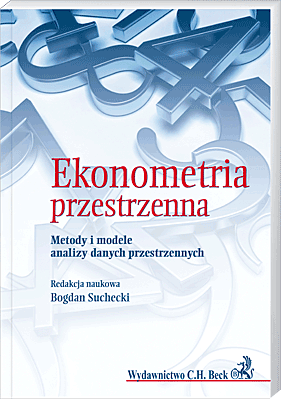 Ekonometria
przestrzenna
Metody i modele
analizy danych przestrzennych
Redakcja naukowa
Bogdan Suchecki
Wydawnictwo C.H. Beck